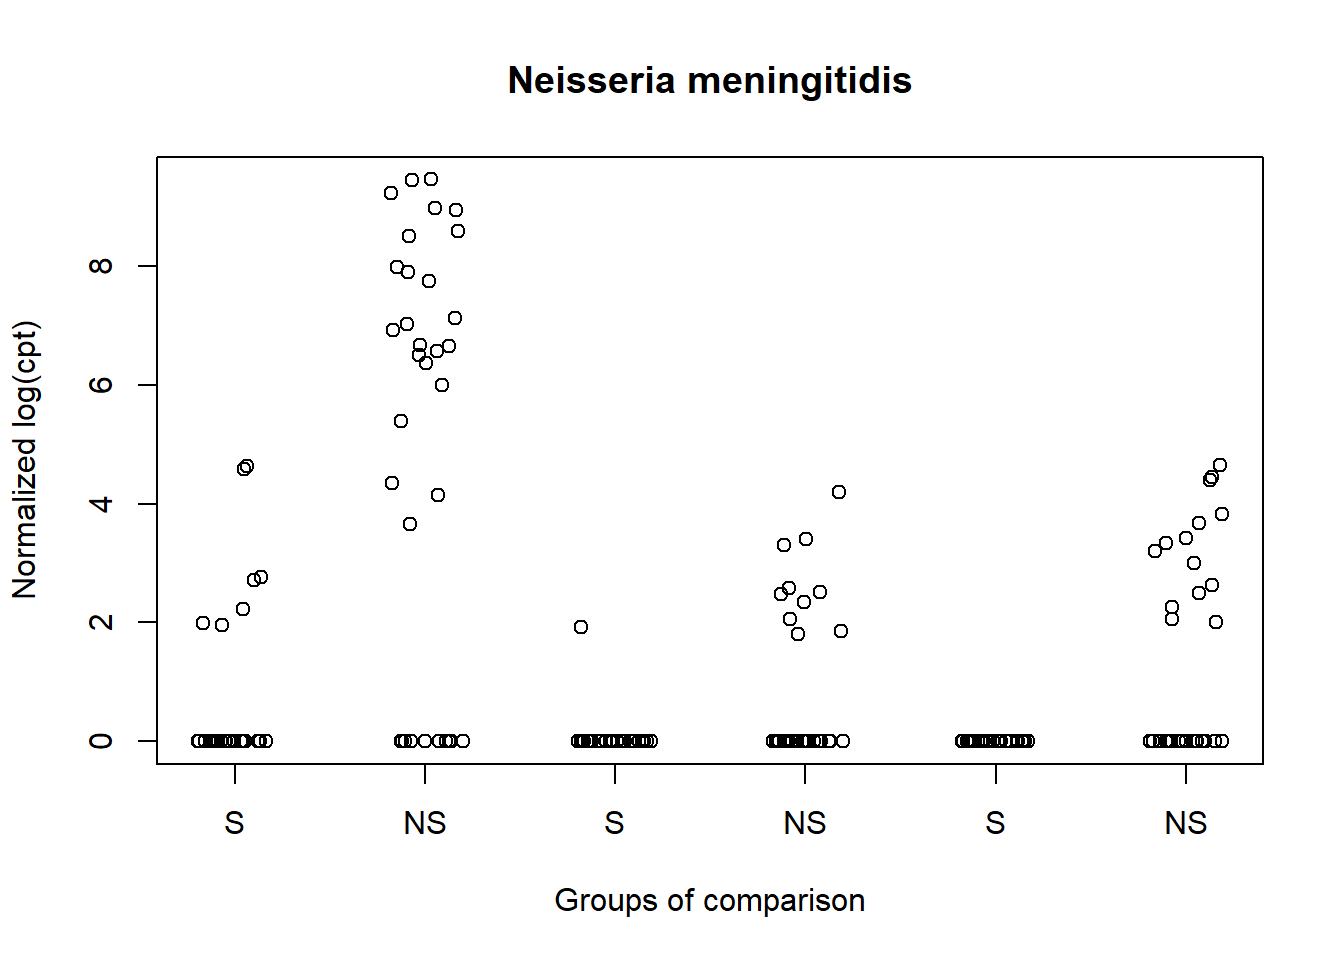 Neisseria meningitidis
Normalized log(cpt)
8
6
4
2
0
S NS S NS S NS
Groups of comparison